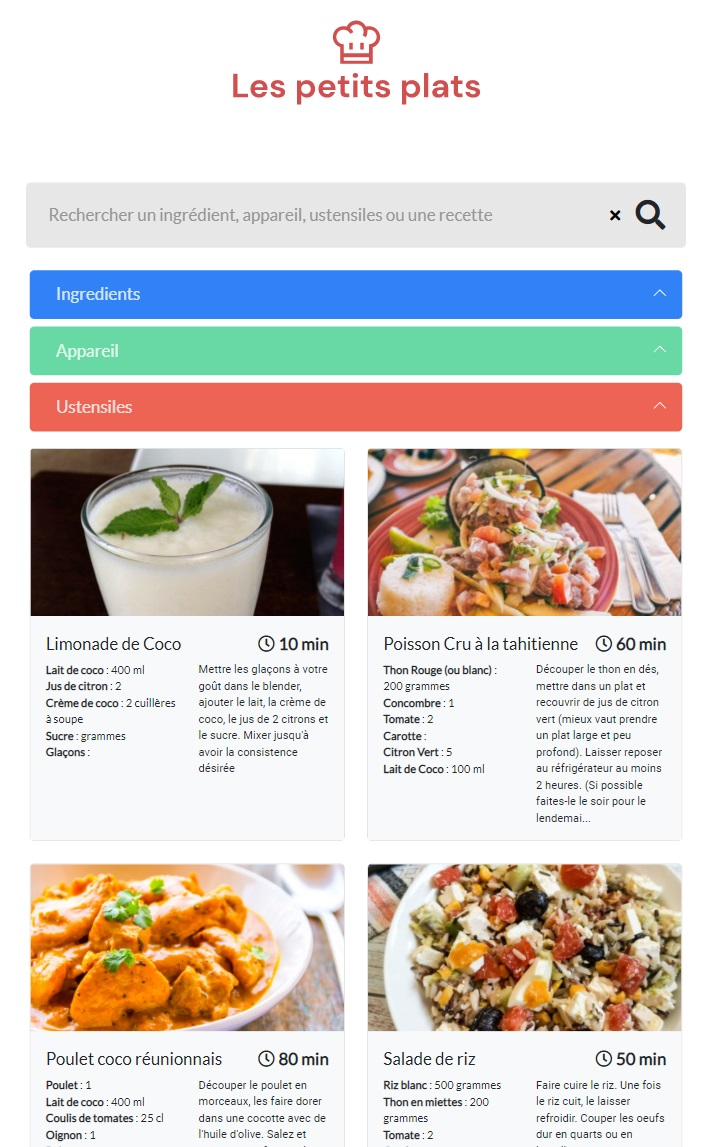 Les petits plats
Rechercher un ingrédient, appareil, ustensiles ou une recette
Ingredients
Appareil
Ustensiles
Limonade de Coco
10 min
Lait de coco : 400 ml
Jus de citron : 2
Crème de coco : 2 cuillères
à soupe
Sucre : grammes
Glaçons :
Mettre les glaçons à votre
goût dans le blender,
ajouter le lait, la crème de
coco, le jus de 2 citrons et
le sucre. Mixer jusqu'à
avoir la consistence
désirée
Poisson Cru à la tahitienne
60 min
Thon Rouge (ou blanc) :
200 grammes
Concombre : 1
Tomate : 2
Carotte :
Citron Vert : 5
Lait de Coco : 100 ml
Découper le thon en dés,
mettre dans un plat et
recouvrir de jus de citron
vert (mieux vaut prendre
un plat large et peu
profond). Laisser reposer
au réfrigérateur au moins
2 heures. (Si possible
faites-le le soir pour le
lendemai...
Poulet coco réunionnais
80 min
Poulet : 1
Lait de coco : 400 ml
Coulis de tomates : 25 cl
Oignon : 1
Découper le poulet en
morceaux, les faire dorer
dans une cocotte avec de
l'huile d'olive. Salez et
Salade de riz
50 min
Riz blanc : 500 grammes
Thon en miettes : 200
grammes
Tomate : 2
Faire cuire le riz. Une fois
le riz cuit, le laisser
refroidir. Couper les oeufs
dur en quarts ou en